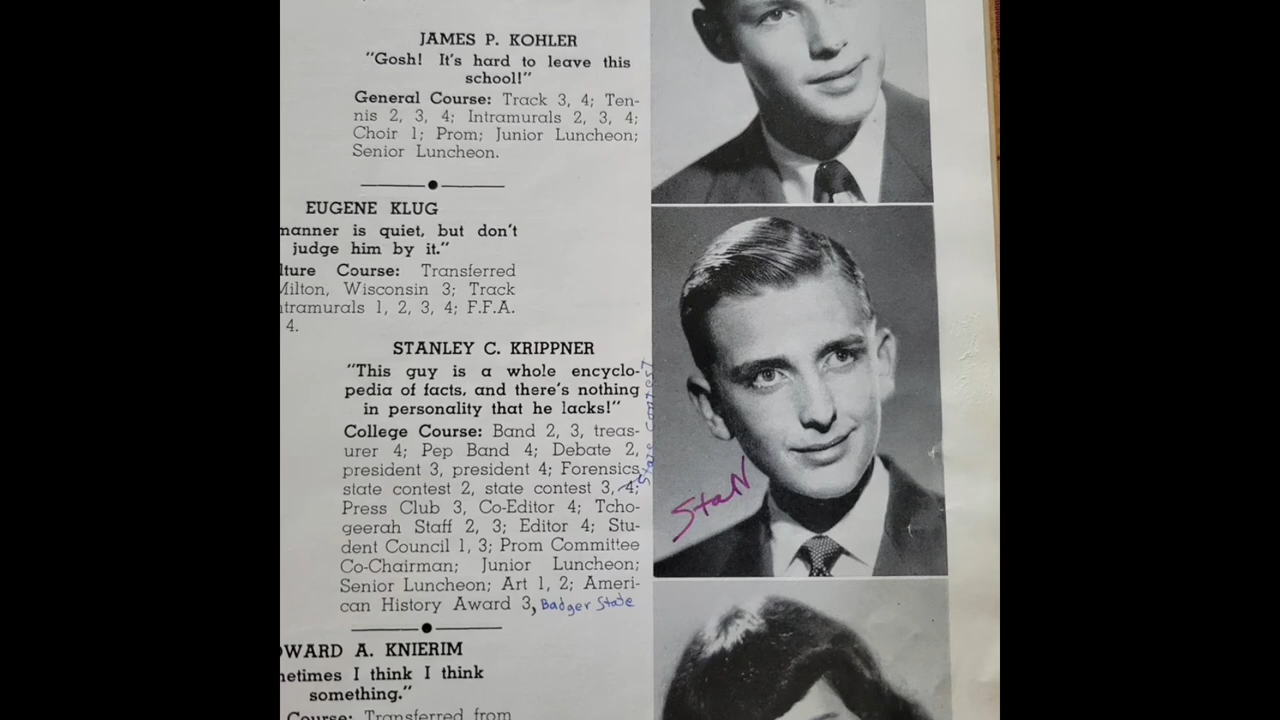 JAMES P. KOHLER
"Gosh! It's hard to leave this
school!"
General Course: Track 3, 4; Ten-
nis 2, 3, 4; Intramurals 2, 3, 4;
Choir 1; Prom; Junior Luncheon;
Senior Luncheon.
EUGENE KLUG
manner is quiet, but don't
judge him by it."
lture Course: Transferred
Milton, Wisconsin 3; Track
ntramurals 1, 2, 3, 4; F.F.A.
4.
STANLEY C. KRIPPNER
"This guy is a whole encyclo-
pedia of facts, and there's nothing
in personality that he lacks!"
College Course: Band 2, 3, treas-
urer 4; Pep Band 4; Debate 2,
president 3, president 4; Forensics
state contest 2, state contest 3, 4;
Press Club 3, Co-Editor 4; Tcho-
geerah Staff 2, 3; Editor 4; Stu-
dent Council 1, 3; Prom Committee
Co-Chairman; Junior Luncheon;
Senior Luncheon; Art 1, 2; Ameri-
can History Award 3, Badger State
State Contest
StaN
OWARD A. KNIERIM
metimes I think I think
something."
Course: Transferred from